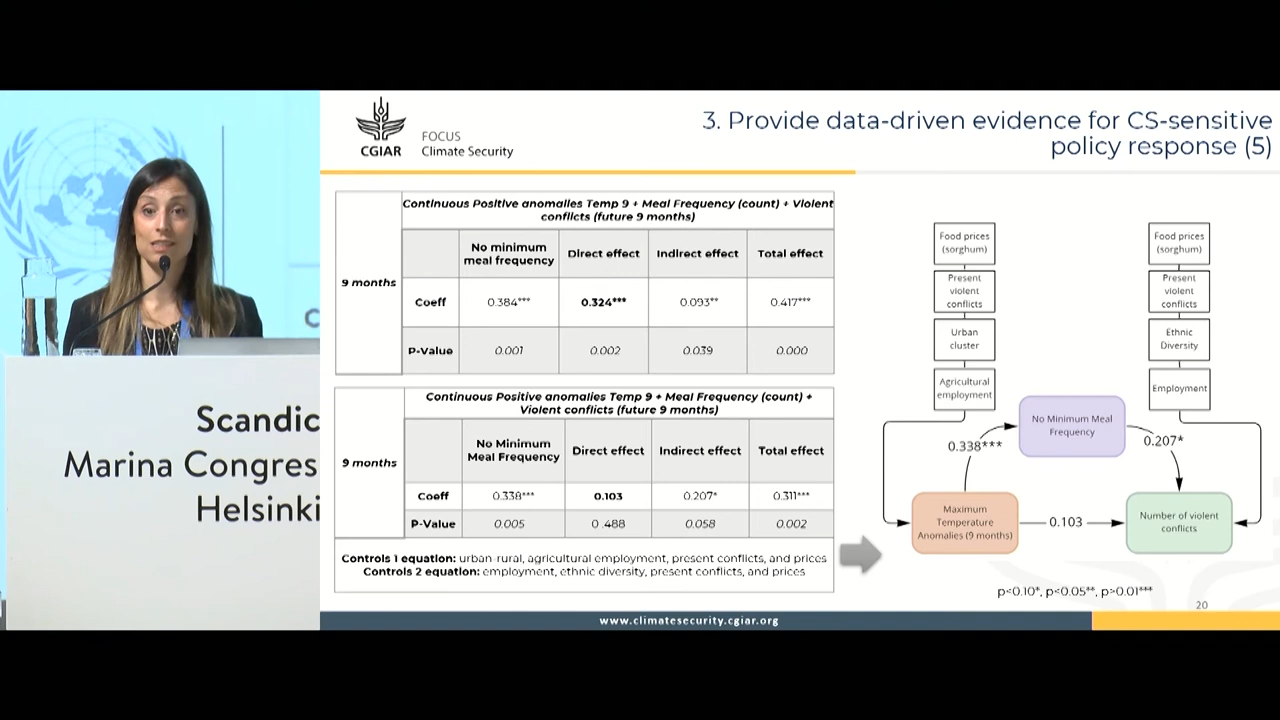 CGIAR
FOCUS
Climate Security
3. Provide data-driven evidence for CS-sensitive
policy response (5)
9 months
Continuous Positive anomalies Temp 9 + Meal Frequency (count) + Violent
conflicts (future 9 months)
No minimum
meal frequency
Direct effect
Indirect effect
Total effect
Coeff
0.384***
0.324***
0.093**
0.417***
P-Value
0.001
0.002
0.039
0.000
9 months
Continuous Positive anomalies Temp 9 + Meal Frequency (count) +
Violent conflicts (future 9 months)
No Minimum
Meal Frequency
Direct effect
Indirect effect
Total effect
Coeff
0.338***
0.103
0.207*
0.311***
P-Value
0.005
0.488
0.058
0.002
Controls 1 equation: urban-rural, agricultural employment, present conflicts, and prices
Controls 2 equation: employment, ethnic diversity, present conflicts, and prices
Food prices
(sorghum)
Present
violent
conflicts
Urban
cluster
Agricultural
employment
Food prices
(sorghum)
Present
violent
conflicts
Ethnic
Diversity
Employment
No Minimum Meal
Frequency
0.338***
0.207*
Maximum
Temperature
Anomalies (9 months)
0.103
Number of violent
conflicts
p<0.10*, p<0.05**, p>0.01***
20
www.climatesecurity.cgiar.org
Scandic
Marina Congres
Helsinki
C